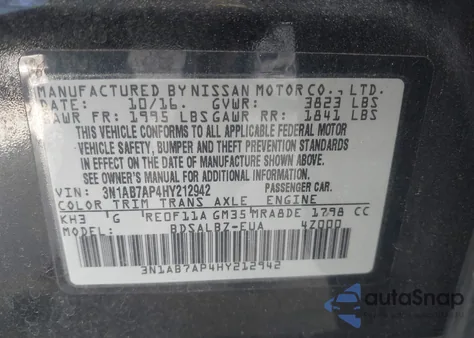 MANUFACTURED BY NISSAN MOTOR CO., LTD.
DATE: 10/16. GVWR: 3823 LBS
GAWR FR: 1995 LBS GAWR RR: 1841 LBS
THIS VEHICLE CONFORMS TO ALL APPLICABLE FEDERAL MOTOR
VEHICLE SAFETY, BUMPER AND THEFT PREVENTION STANDARDS
IN EFFECT ON THE DATE OF MANUFACTURE SHOWN ABOVE.
SEE OWNER'S MANUAL FOR ADDITIONAL INFORMATION.
VIN: 3N1AB7AP4HY212942 PASSENGER CAR
COLOR TRIM TRANS AXLE ENGINE
KH3 G RE0F11A GM35 MRA8DE 1798 CC
MODEL: BDSALB7-EUA 4Z000
3N1AB7AP4HY212942
autoSnap